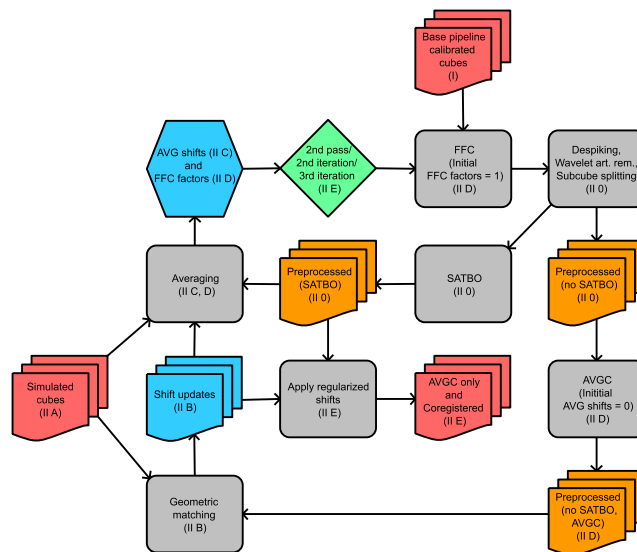 Base pipeline
calibrated
cubes
(I)
AVG shifts (II C)
and
FFC factors (II D)
2nd pass/
2nd iteration/
3rd iteration
(II E)
FFC
(Initial
FFC factors = 1)
(II D)
Despiking,
Wavelet art. rem.,
Subcube splitting
(II 0)
Averaging
(II C, D)
Preprocessed
(SATBO)
(II 0)
SATBO
(II 0)
Preprocessed
(no SATBO)
(II 0)
Simulated
cubes
(II A)
Shift updates
(II B)
Apply regularized
shifts
(II E)
AVGC only
and
Coregistered
(II E)
AVGC
(Inititial
AVG shifts = 0)
(II D)
Geometric
matching
(II B)
Preprocessed
(no SATBO,
AVGC)
(II D)